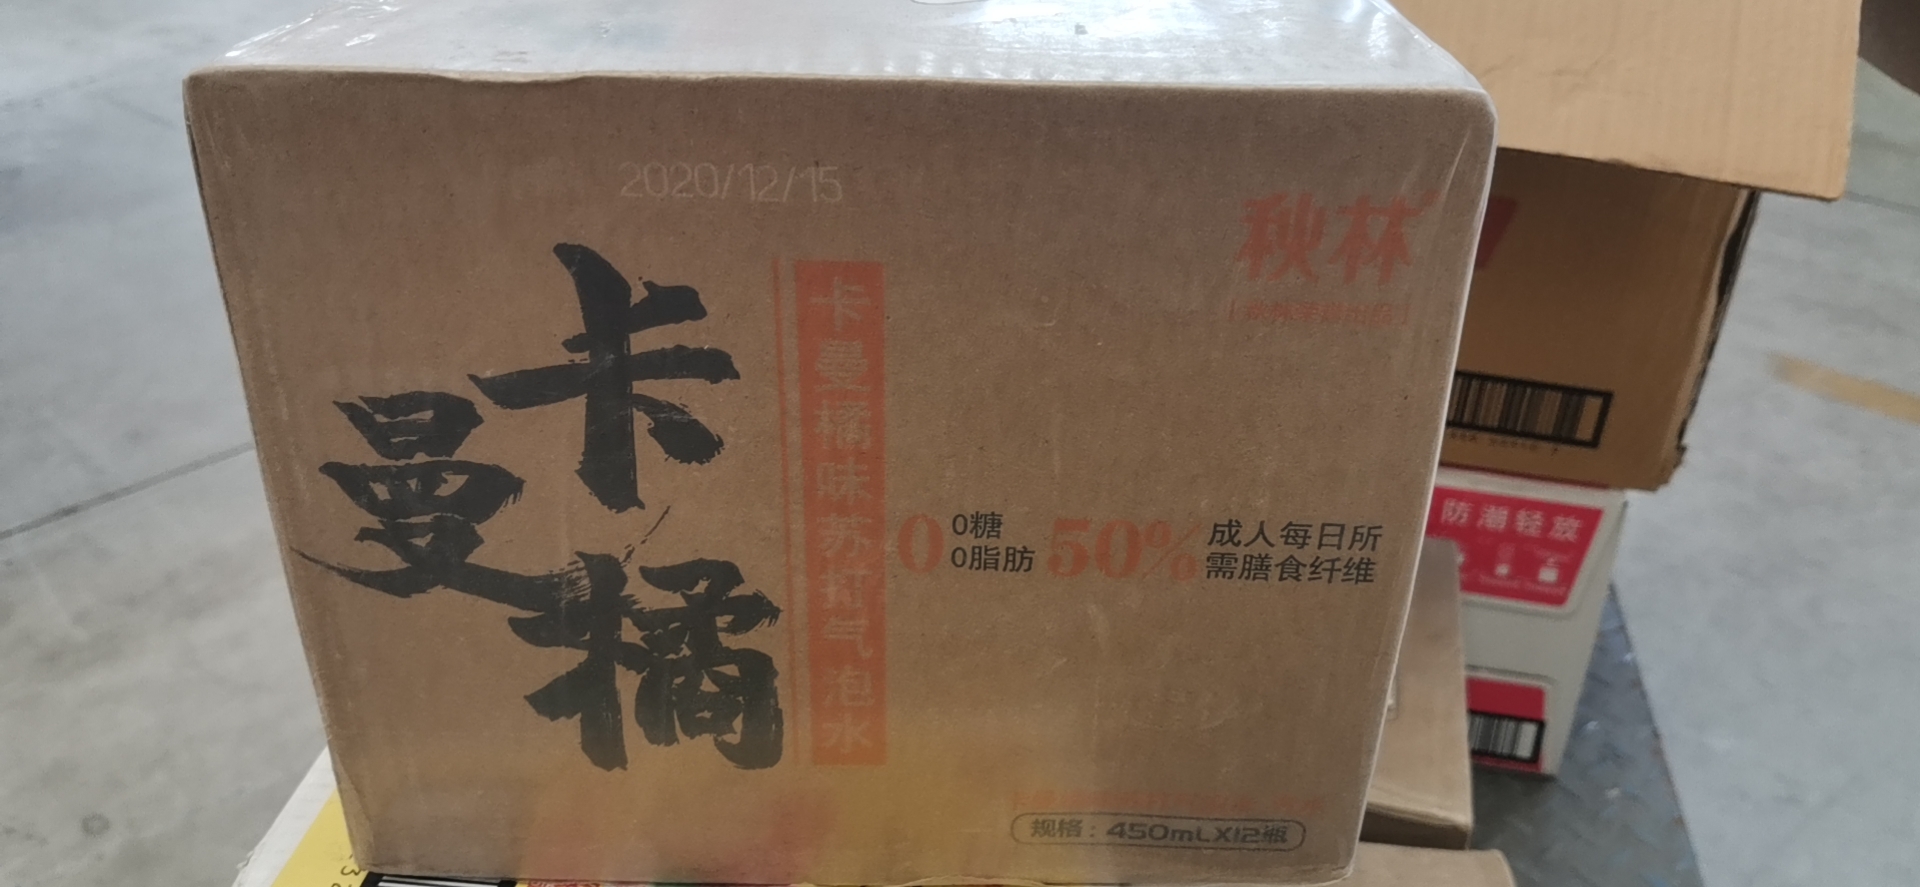 2020/12/15
秋林
卡
曼
橘
卡曼橘味苏打气泡水
0 0糖
0脂肪
50% 成人每日所
需膳食纤维
规格：450mLX12瓶
防潮轻放